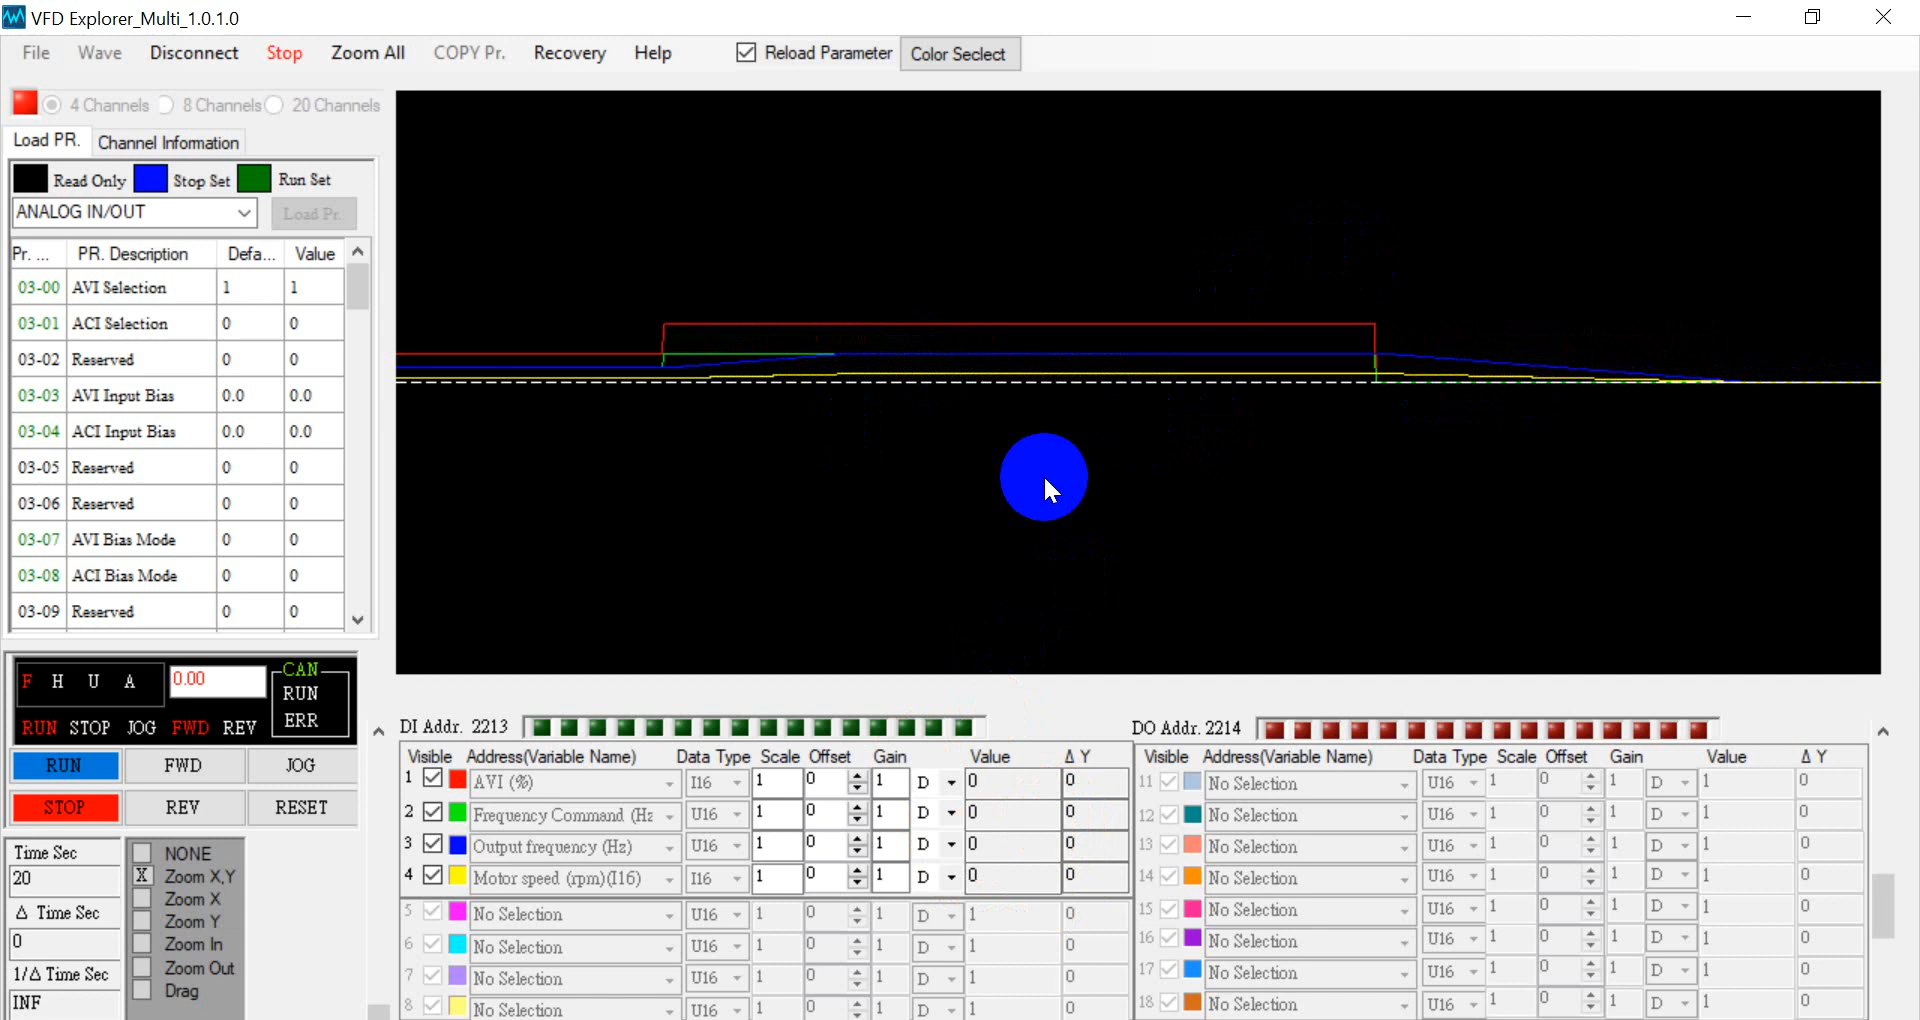 VFD Explorer_Multi_1.0.1.0
File Wave Disconnect Stop Zoom All COPY Pr. Recovery Help Reload Parameter Color Seclect
4 Channels 8 Channels 20 Channels
Load PR. Channel Information
Read Only Stop Set Run Set
ANALOG IN/OUT Load Pr.
Pr. ... PR. Description Defa... Value
03-00 AVI Selection 1 1
03-01 ACI Selection 0 0
03-02 Reserved 0 0
03-03 AVI Input Bias 0.0 0.0
03-04 ACI Input Bias 0.0 0.0
03-05 Reserved 0 0
03-06 Reserved 0 0
03-07 AVI Bias Mode 0 0
03-08 ACI Bias Mode 0 0
03-09 Reserved 0 0
F H U A 0.00 CAN
RUN
ERR
RUN STOP JOG FWD REV
RUN FWD JOG
STOP REV RESET
Time Sec
20
Δ Time Sec
0
1/Δ Time Sec
INF
NONE
X Zoom X,Y
Zoom X
Zoom Y
Zoom In
Zoom Out
Drag
DI Addr. 2213
Visible Address(Variable Name) Data Type Scale Offset Gain Value Δ Y
1 AVI (%) I16 1 0 1 D 0 0
2 Frequency Command (Hz U16 1 0 1 D 0 0
3 Output frequency (Hz) U16 1 0 1 D 0 0
4 Motor speed (rpm)(I16) I16 1 0 1 D 0 0
5 No Selection U16 1 0 1 D 1 0
6 No Selection U16 1 0 1 D 1 0
7 No Selection U16 1 0 1 D 1 0
8 No Selection U16 1 0 1 D 1 0
DO Addr. 2214
Visible Address(Variable Name) Data Type Scale Offset Gain Value Δ Y
11 No Selection U16 1 0 1 D 1 0
12 No Selection U16 1 0 1 D 1 0
13 No Selection U16 1 0 1 D 1 0
14 No Selection U16 1 0 1 D 1 0
15 No Selection U16 1 0 1 D 1 0
16 No Selection U16 1 0 1 D 1 0
17 No Selection U16 1 0 1 D 1 0
18 No Selection U16 1 0 1 D 1 0